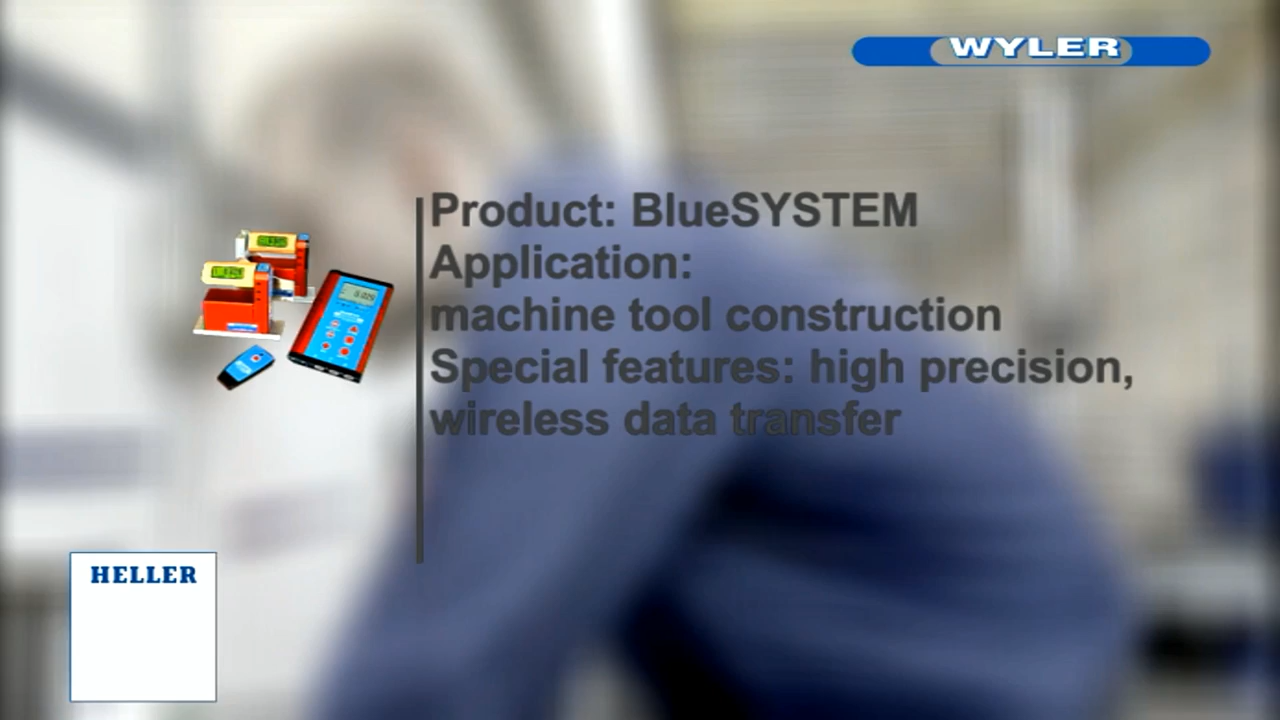 WYLER
Product: BlueSYSTEM
Application:
machine tool construction
Special features: high precision,
wireless data transfer
HELLER